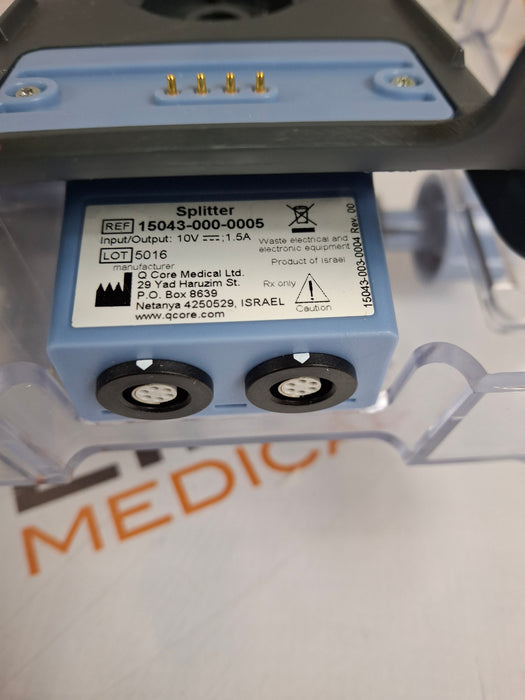 Splitter
REF 15043-000-0005
Input/Output: 10V ⎓ ;1.5A
LOT 5016
manufacturer
Q Core Medical Ltd.
29 Yad Haruzim St.
P.O. Box 8639
Netanya 4250529, ISRAEL
www.qcore.com
Waste electrical and
electronic equipment
Product of Israel
Rx only
Caution
15043-003-0004 Rev. 00
MEDICA